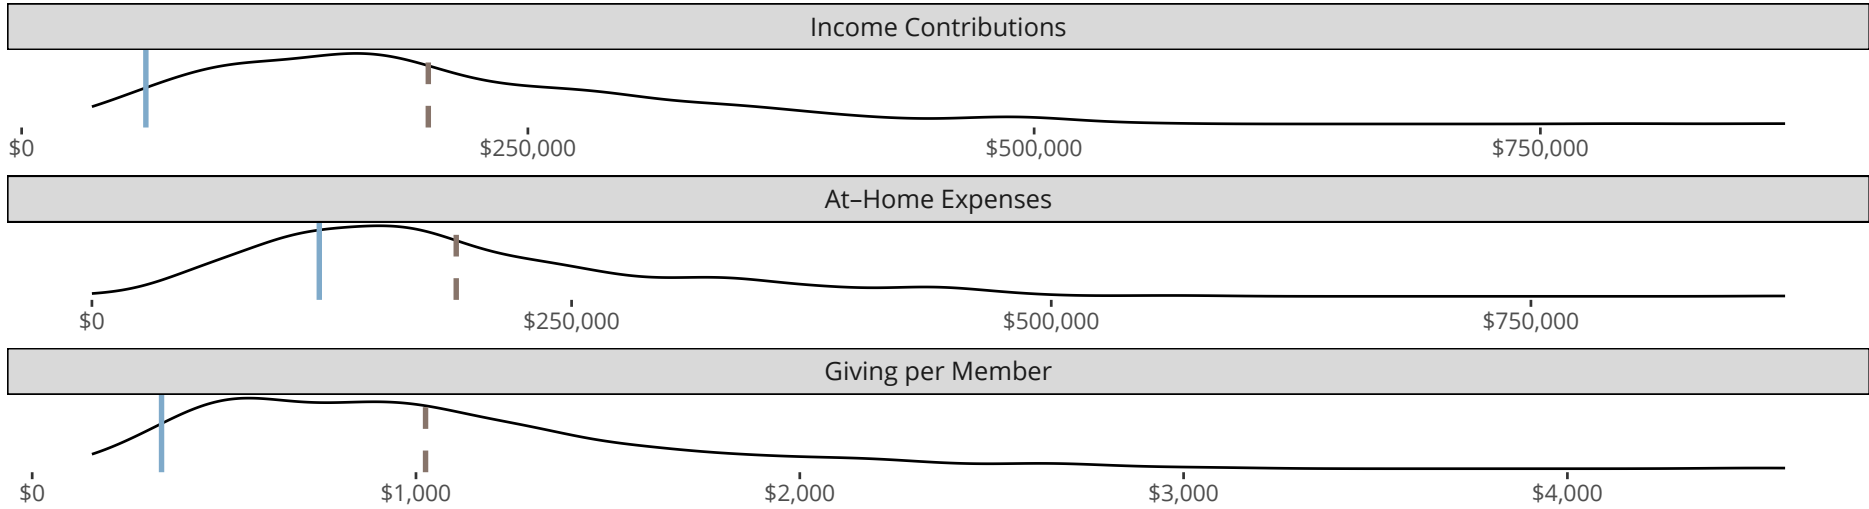 Income Contributions
$0 $250,000 $500,000 $750,000
At–Home Expenses
$0 $250,000 $500,000 $750,000
Giving per Member
$0 $1,000 $2,000 $3,000 $4,000